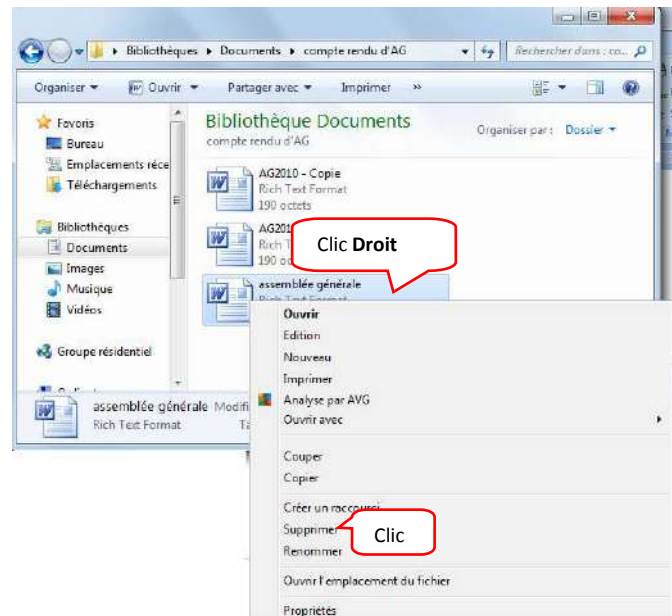 Bibliothèques Documents compte rendu d'AG
Rechercher dans : co...
Organiser Ouvrir Partager avec Imprimer »
Favoris
Bureau
Emplacements réce
Téléchargements
Bibliothèques
Documents
Images
Musique
Vidéos
Groupe résidentiel
Bibliothèque Documents
compte rendu d'AG
Organiser par : Dossier
AG2010 - Copie
Rich Text Format
190 octets
AG201
Rich T
190 oc
Clic Droit
assemblée générale
Rich Text Format
assemblée générale Modifi
Rich Text Format Ta
Ouvrir
Edition
Nouveau
Imprimer
Analyse par AVG
Ouvrir avec
Couper
Copier
Créer un raccourci
Supprimer
Clic
Renommer
Ouvrir l'emplacement du fichier
Propriétés